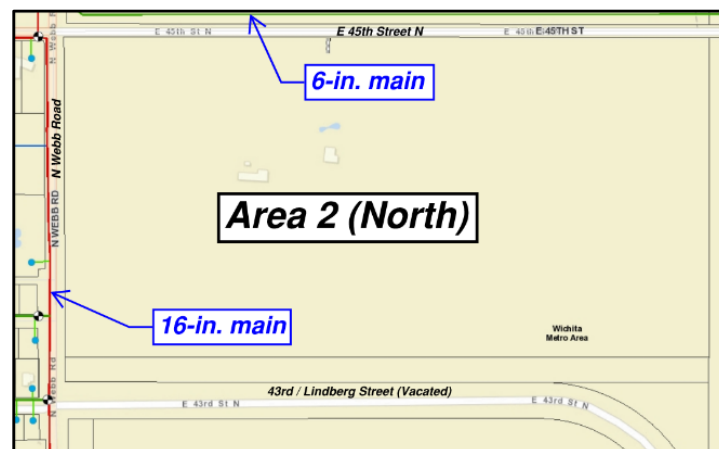 E 45th St N
E 45th Street N
E 45th St
E 45TH ST
6-in. main
N Webb Road
N WEBB RD
Area 2 (North)
16-in. main
Wichita
Metro Area
N Webb Rd
43rd / Lindberg Street (Vacated)
E 43rd St N
E 43rd St N